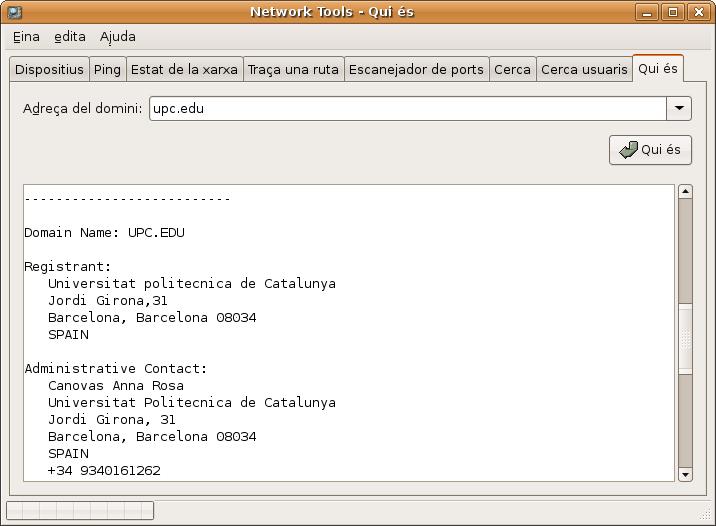 Network Tools - Qui és
Eina edita Ajuda
Dispositius Ping Estat de la xarxa Traça una ruta Escanejador de ports Cerca Cerca usuaris Qui és
Adreça del domini: upc.edu
Qui és
--------------------------
Domain Name: UPC.EDU
Registrant:
Universitat politecnica de Catalunya
Jordi Girona,31
Barcelona, Barcelona 08034
SPAIN
Administrative Contact:
Canovas Anna Rosa
Universitat Politecnica de Catalunya
Jordi Girona, 31
Barcelona, Barcelona 08034
SPAIN
+34 9340161262